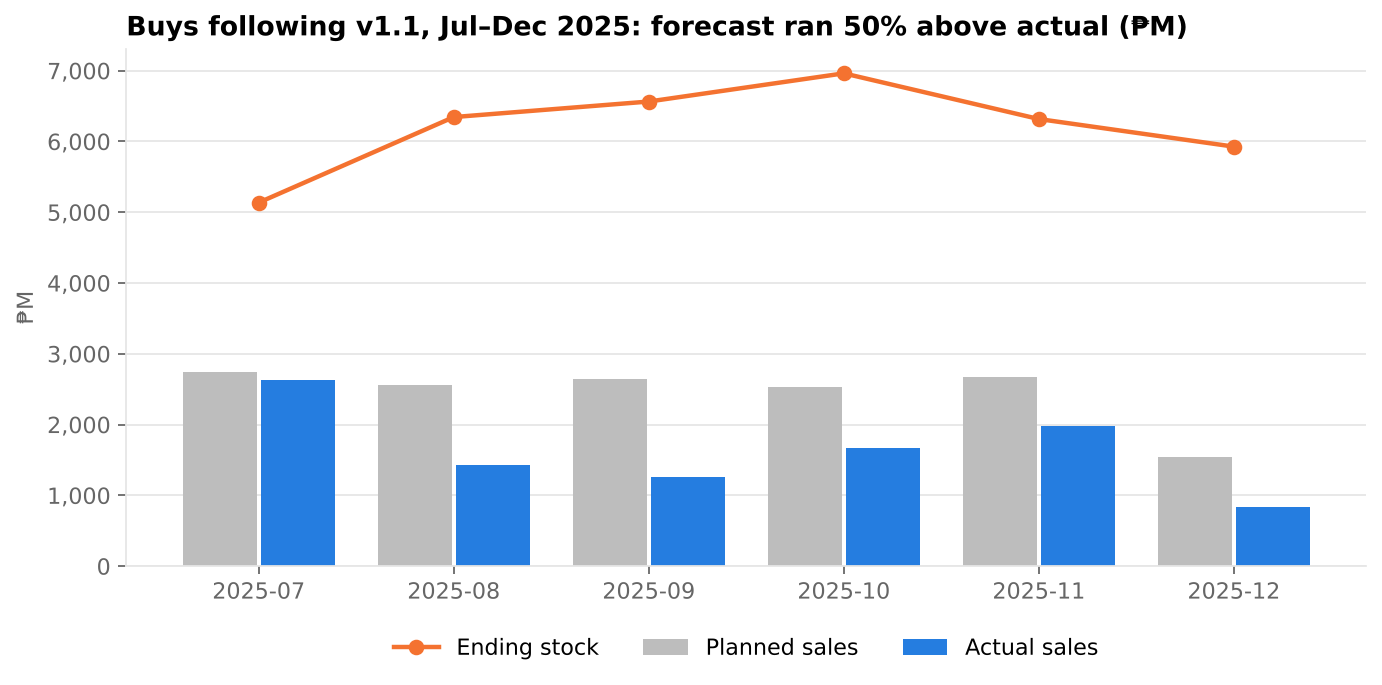 Buys following v1.1, Jul–Dec 2025: forecast ran 50% above actual (₱M)
7,000
6,000
5,000
4,000
3,000
2,000
1,000
0
₱M
2025-07 2025-08 2025-09 2025-10 2025-11 2025-12
Ending stock Planned sales Actual sales